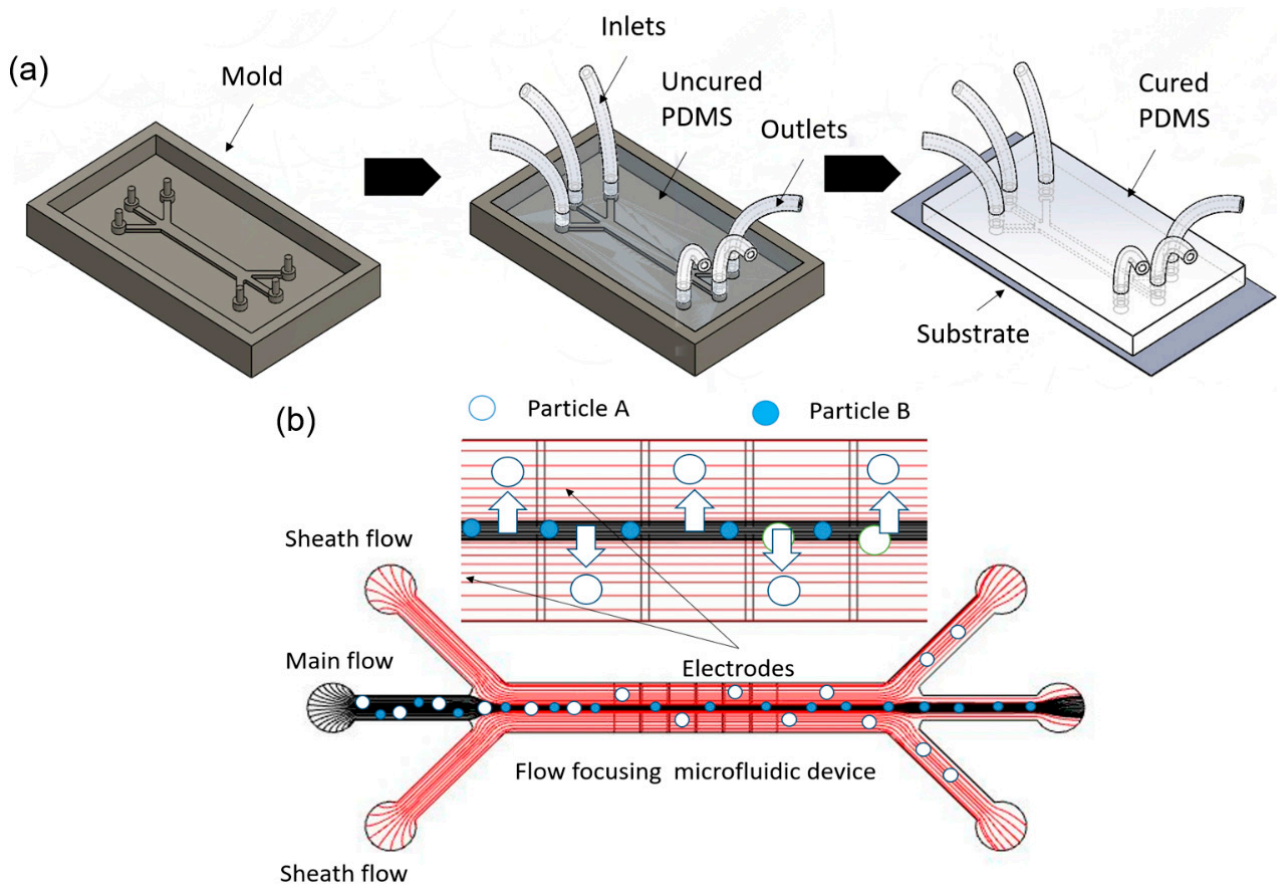 (a)
Mold
Inlets
Uncured
PDMS
Outlets
Cured
PDMS
Substrate
(b)
Particle A
Particle B
Sheath flow
Main flow
Electrodes
Flow focusing microfluidic device
Sheath flow